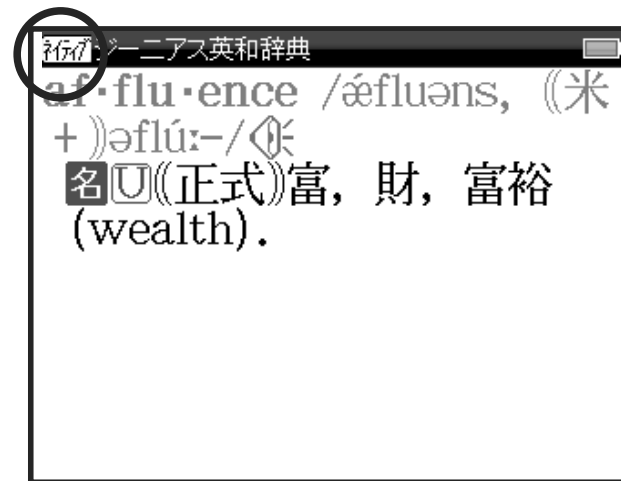 ネイティブ ジーニアス英和辞典
af･flu･ence /ǽfluəns, ((米
+))əflú:−/
名U((正式))富，財，富裕
(wealth).